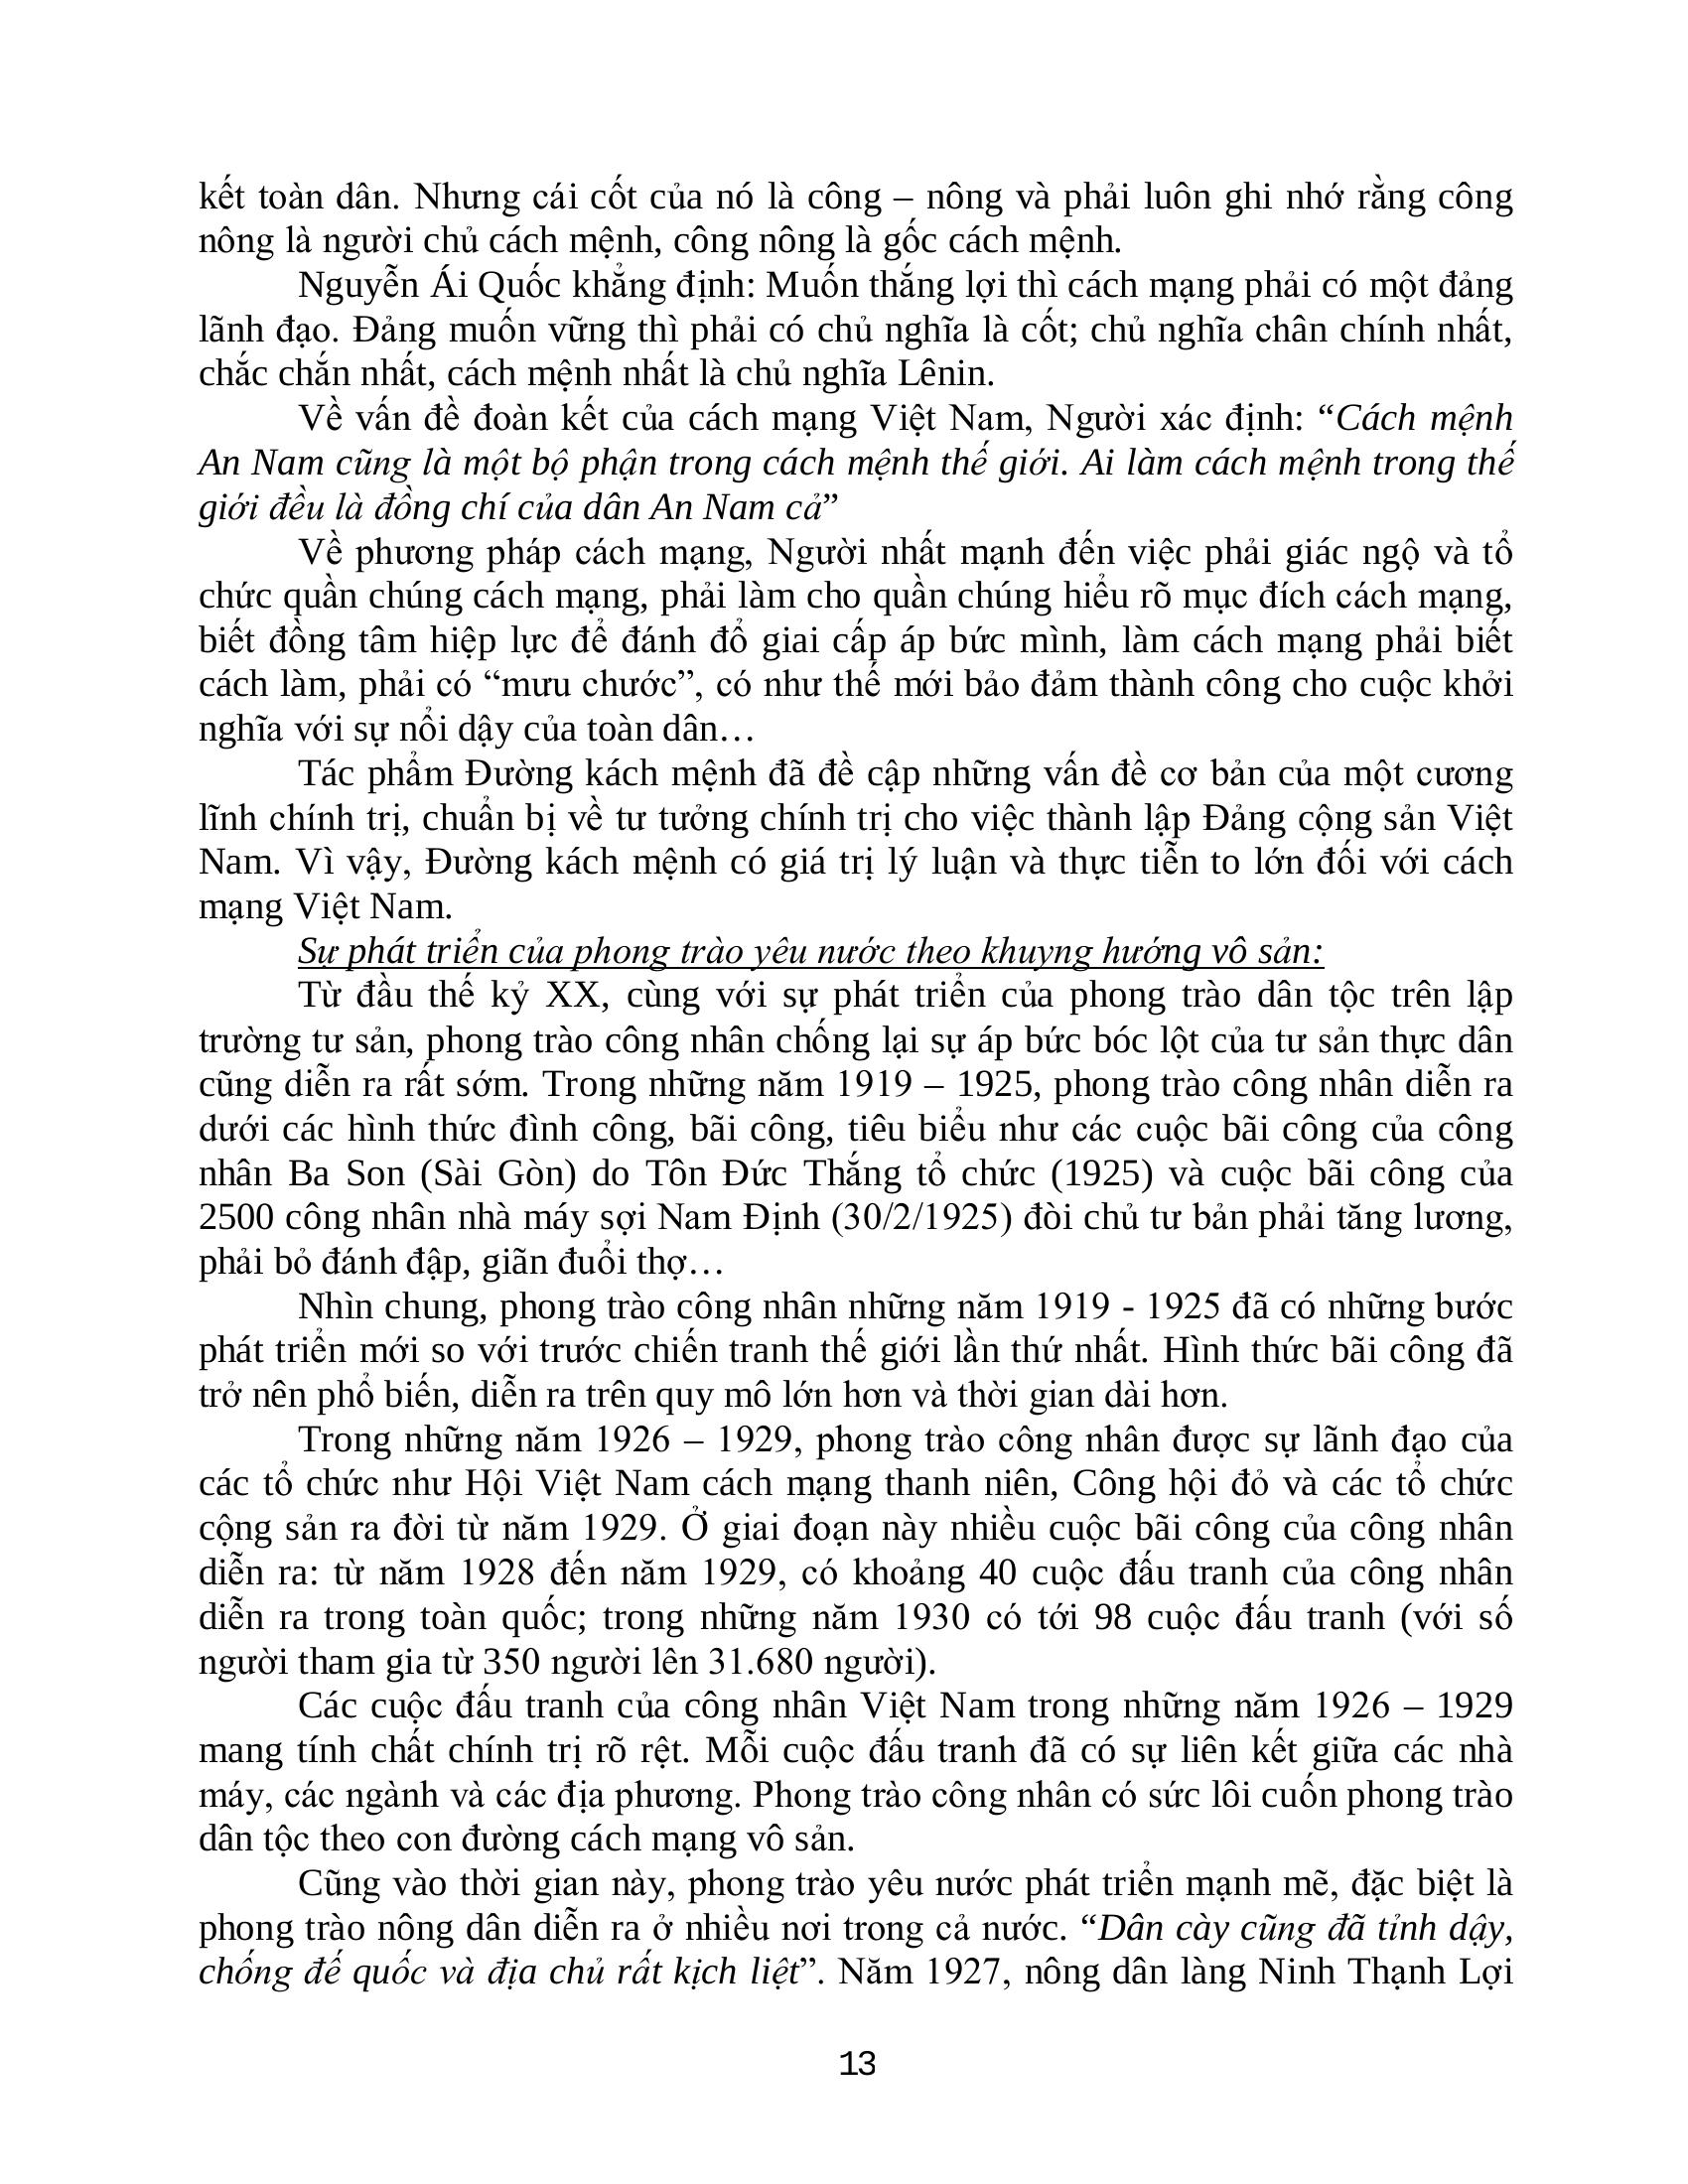 kết toàn dân. Nhưng cái cốt của nó là công – nông và phải luôn ghi nhớ rằng công
nông là người chủ cách mệnh, công nông là gốc cách mệnh.
Nguyễn Ái Quốc khẳng định: Muốn thắng lợi thì cách mạng phải có một đảng
lãnh đạo. Đảng muốn vững thì phải có chủ nghĩa là cốt; chủ nghĩa chân chính nhất,
chắc chắn nhất, cách mệnh nhất là chủ nghĩa Lênin.
Về vấn đề đoàn kết của cách mạng Việt Nam, Người xác định: “Cách mệnh
An Nam cũng là một bộ phận trong cách mệnh thế giới. Ai làm cách mệnh trong thế
giới đều là đồng chí của dân An Nam cả”
Về phương pháp cách mạng, Người nhất mạnh đến việc phải giác ngộ và tổ
chức quần chúng cách mạng, phải làm cho quần chúng hiểu rõ mục đích cách mạng,
biết đồng tâm hiệp lực để đánh đổ giai cấp áp bức mình, làm cách mạng phải biết
cách làm, phải có “mưu chước”, có như thế mới bảo đảm thành công cho cuộc khởi
nghĩa với sự nổi dậy của toàn dân…
Tác phẩm Đường kách mệnh đã đề cập những vấn đề cơ bản của một cương
lĩnh chính trị, chuẩn bị về tư tưởng chính trị cho việc thành lập Đảng cộng sản Việt
Nam. Vì vậy, Đường kách mệnh có giá trị lý luận và thực tiễn to lớn đối với cách
mạng Việt Nam.
Sự phát triển của phong trào yêu nước theo khuyng hướng vô sản:
Từ đầu thế kỷ XX, cùng với sự phát triển của phong trào dân tộc trên lập
trường tư sản, phong trào công nhân chống lại sự áp bức bóc lột của tư sản thực dân
cũng diễn ra rất sớm. Trong những năm 1919 – 1925, phong trào công nhân diễn ra
dưới các hình thức đình công, bãi công, tiêu biểu như các cuộc bãi công của công
nhân Ba Son (Sài Gòn) do Tôn Đức Thắng tổ chức (1925) và cuộc bãi công của
2500 công nhân nhà máy sợi Nam Định (30/2/1925) đòi chủ tư bản phải tăng lương,
phải bỏ đánh đập, giãn đuổi thợ…
Nhìn chung, phong trào công nhân những năm 1919 - 1925 đã có những bước
phát triển mới so với trước chiến tranh thế giới lần thứ nhất. Hình thức bãi công đã
trở nên phổ biến, diễn ra trên quy mô lớn hơn và thời gian dài hơn.
Trong những năm 1926 – 1929, phong trào công nhân được sự lãnh đạo của
các tổ chức như Hội Việt Nam cách mạng thanh niên, Công hội đỏ và các tổ chức
cộng sản ra đời từ năm 1929. Ở giai đoạn này nhiều cuộc bãi công của công nhân
diễn ra: từ năm 1928 đến năm 1929, có khoảng 40 cuộc đấu tranh của công nhân
diễn ra trong toàn quốc; trong những năm 1930 có tới 98 cuộc đấu tranh (với số
người tham gia từ 350 người lên 31.680 người).
Các cuộc đấu tranh của công nhân Việt Nam trong những năm 1926 – 1929
mang tính chất chính trị rõ rệt. Mỗi cuộc đấu tranh đã có sự liên kết giữa các nhà
máy, các ngành và các địa phương. Phong trào công nhân có sức lôi cuốn phong trào
dân tộc theo con đường cách mạng vô sản.
Cũng vào thời gian này, phong trào yêu nước phát triển mạnh mẽ, đặc biệt là
phong trào nông dân diễn ra ở nhiều nơi trong cả nước. “Dân cày cũng đã tỉnh dậy,
chống đế quốc và địa chủ rất kịch liệt”. Năm 1927, nông dân làng Ninh Thạnh Lợi
13